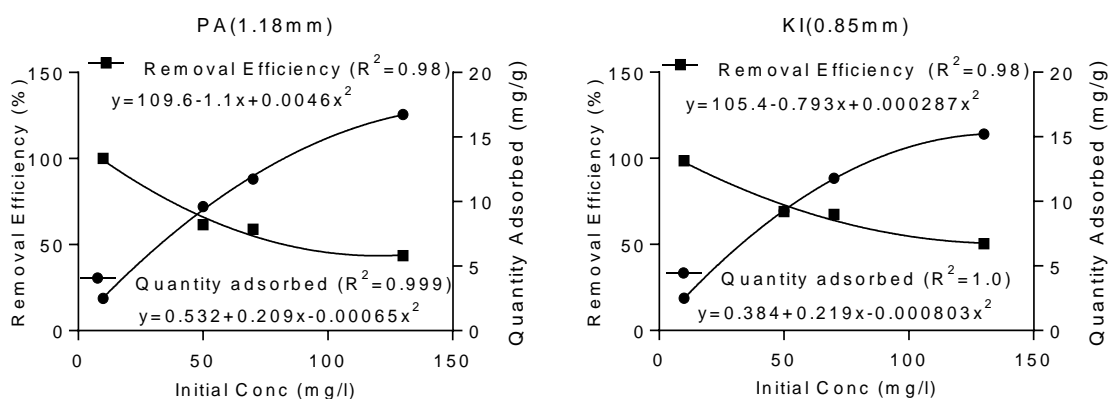 PA(1.18mm)
Removal Efficiency (R²=0.98)
y=109.6-1.1x+0.0046x²
Quantity adsorbed (R²=0.999)
y=0.532+0.209x-0.00065x²
Removal Efficiency (%)
150
100
50
0
Quantity Adsorbed (mg/g)
20
15
10
5
0
0 50 100 150
Initial Conc (mg/l)
KI(0.85mm)
Removal Efficiency (R²=0.98)
y=105.4-0.793x+0.000287x²
Quantity adsorbed (R²=1.0)
y=0.384+0.219x-0.000803x²
Removal Efficiency (%)
150
100
50
0
Quantity Adsorbed (mg/g)
20
15
10
5
0
0 50 100 150
Initial Conc (mg/l)